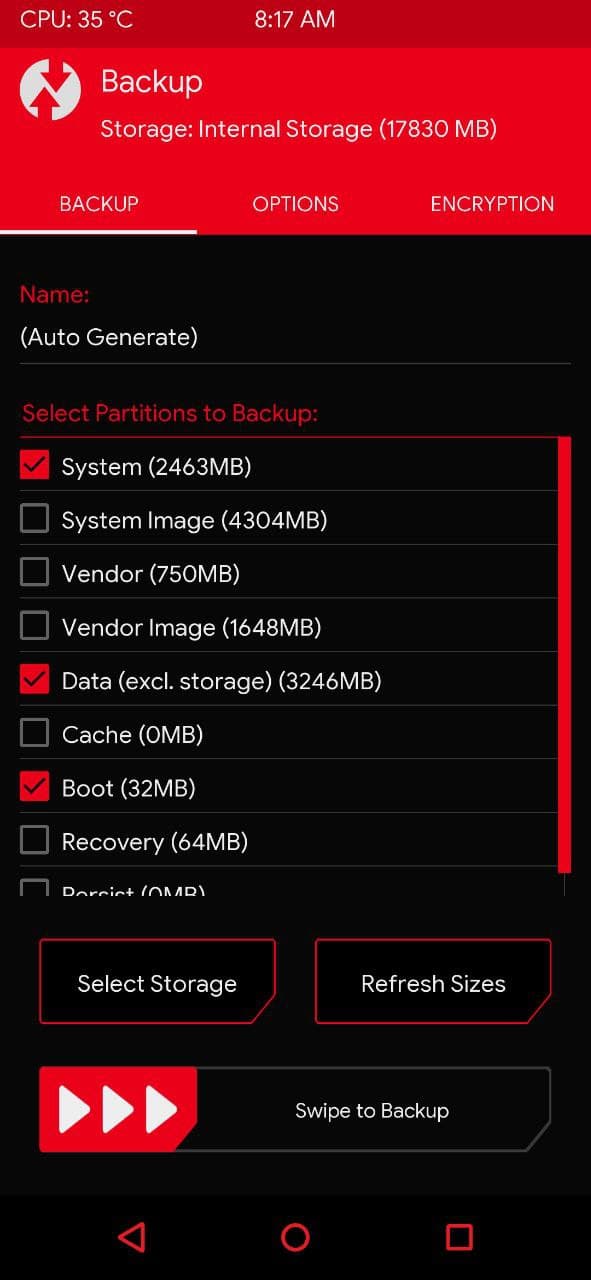 CPU: 35 °C 8:17 AM
Backup
Storage: Internal Storage (17830 MB)
BACKUP OPTIONS ENCRYPTION
Name:
(Auto Generate)
Select Partitions to Backup:
System (2463MB)
System Image (4304MB)
Vendor (750MB)
Vendor Image (1648MB)
Data (excl. storage) (3246MB)
Cache (0MB)
Boot (32MB)
Recovery (64MB)
Persist (0MB)
Select Storage Refresh Sizes
Swipe to Backup